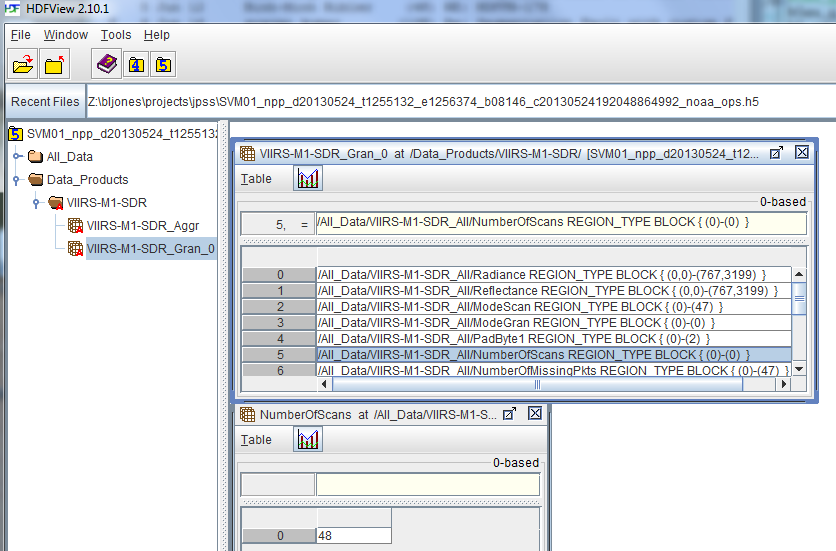 HDFView 2.10.1
File Window Tools Help
Recent Files Z:\bljones\projects\jpss\SVM01_npp_d20130524_t1255132_e1256374_b08146_c20130524192048864992_noaa_ops.h5
SVM01_npp_d20130524_t1255132
All_Data
Data_Products
VIIRS-M1-SDR
VIIRS-M1-SDR_Aggr
VIIRS-M1-SDR_Gran_0
VIIRS-M1-SDR_Gran_0 at /Data_Products/VIIRS-M1-SDR/ [SVM01_npp_d20130524_t12...
Table
0-based
5, = /All_Data/VIIRS-M1-SDR_All/NumberOfScans REGION_TYPE BLOCK { (0)-(0) }
0 /All_Data/VIIRS-M1-SDR_All/Radiance REGION_TYPE BLOCK { (0,0)-(767,3199) }
1 /All_Data/VIIRS-M1-SDR_All/Reflectance REGION_TYPE BLOCK { (0,0)-(767,3199) }
2 /All_Data/VIIRS-M1-SDR_All/ModeScan REGION_TYPE BLOCK { (0)-(47) }
3 /All_Data/VIIRS-M1-SDR_All/ModeGran REGION_TYPE BLOCK { (0)-(0) }
4 /All_Data/VIIRS-M1-SDR_All/PadByte1 REGION_TYPE BLOCK { (0)-(2) }
5 /All_Data/VIIRS-M1-SDR_All/NumberOfScans REGION_TYPE BLOCK { (0)-(0) }
6 /All_Data/VIIRS-M1-SDR_All/NumberOfMissingPkts REGION_TYPE BLOCK { (0)-(47) }
NumberOfScans at /All_Data/VIIRS-M1-S...
Table
0-based
0 48